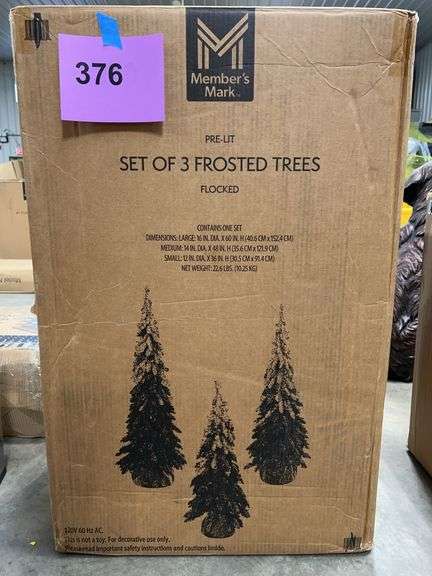 376
Member's
Mark™
PRE-LIT
SET OF 3 FROSTED TREES
FLOCKED
CONTAINS ONE SET
DIMENSIONS: LARGE: 16 IN. DIA. X 60 IN. H (40.6 CM X 152.4 CM)
MEDIUM: 14 IN. DIA. X 48 IN. H (35.6 CM X 121.9 CM)
SMALL: 12 IN. DIA. X 36 IN. H (30.5 CM X 91.4 CM)
NET WEIGHT: 22.6 LBS. (10.25 KG)
120V 60 Hz AC.
This is not a toy. For decorative use only.
Please read important safety instructions and cautions inside.